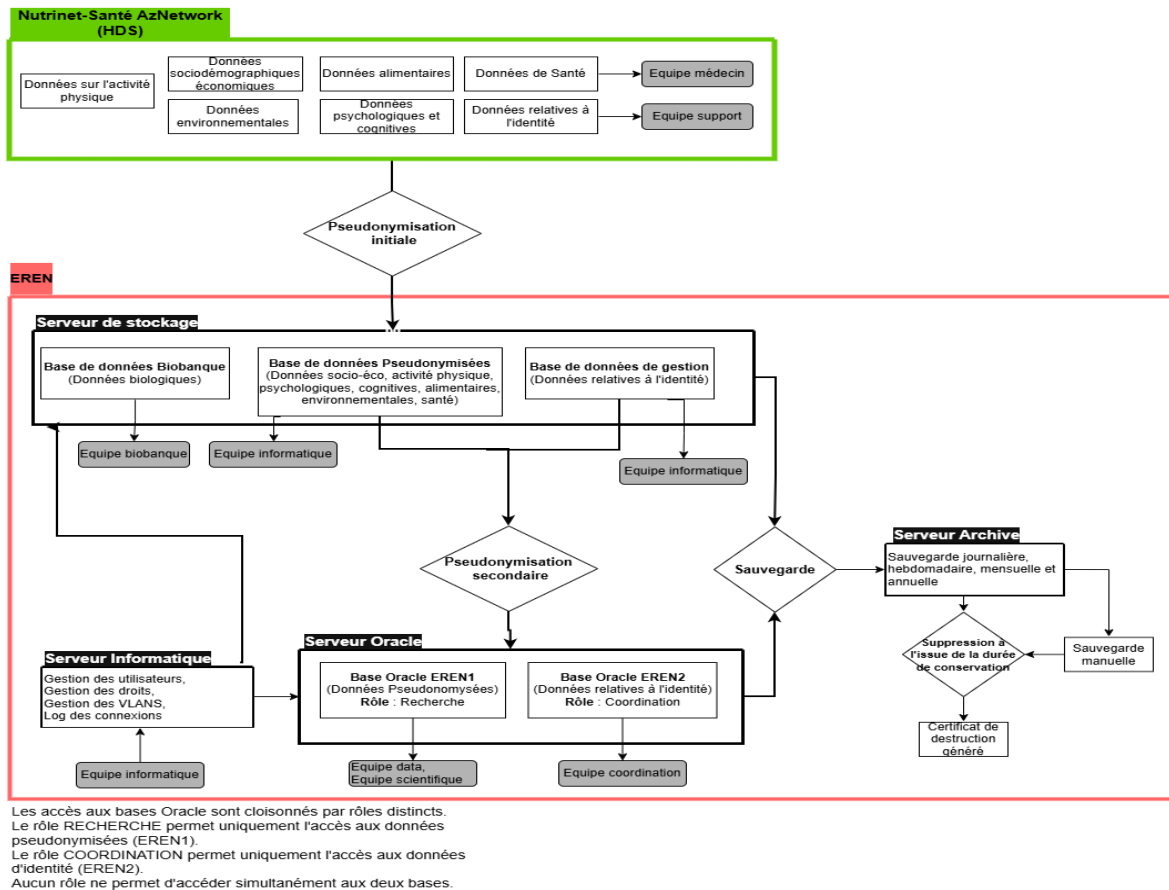 Nutrinet-Santé AzNetwork
(HDS)
Données sur l'activité
physique
Données
sociodémographiques
économiques
Données alimentaires
Données de Santé
Equipe médecin
Données
environnementales
Données
psychologiques et
cognitives
Données relatives à
l'identité
Equipe support
Pseudonymisation
initiale
EREN
Serveur de stockage
Base de données Biobanque
(Données biologiques)
Base de données Pseudonymisées
(Données socio-éco, activité physique,
psychologiques, cognitives, alimentaires,
environnementales, santé)
Base de données de gestion
(Données relatives à l'identité)
Equipe biobanque
Equipe informatique
Equipe informatique
Pseudonymisation
secondaire
Sauvegarde
Serveur Archive
Sauvegarde journalière,
hebdomadaire, mensuelle et
annuelle
Suppression a
l'issue de la durée
de conservation
Sauvegarde
manuelle
Certificat de
destruction
généré
Serveur Informatique
Gestion des utilisateurs,
Gestion des droits,
Gestion des VLANS,
Log des connexions
Equipe informatique
Serveur Oracle
Base Oracle EREN1
(Données Pseudonomysées)
Rôle : Recherche
Base Oracle EREN2
(Données relatives à l'identité)
Rôle : Coordination
Equipe data,
Equipe scientifique
Equipe coordination
Les accès aux bases Oracle sont cloisonnés par rôles distincts.
Le rôle RECHERCHE permet uniquement l'accès aux données
pseudonymisées (EREN1).
Le rôle COORDINATION permet uniquement l'accès aux données
d'identité (EREN2).
Aucun rôle ne permet d'accéder simultanément aux deux bases.